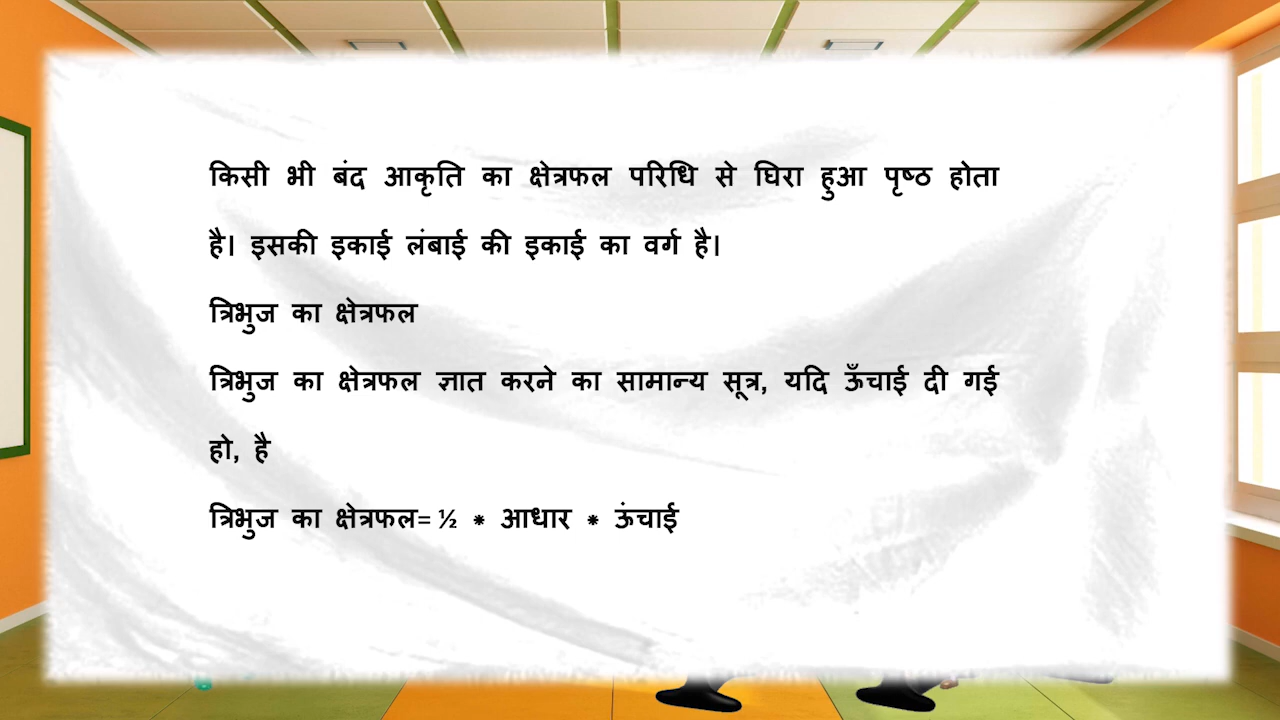 किसी भी बंद आकृति का क्षेत्रफल परिधि से घिरा हुआ पृष्ठ होता
है। इसकी इकाई लंबाई की इकाई का वर्ग है।
त्रिभुज का क्षेत्रफल
त्रिभुज का क्षेत्रफल ज्ञात करने का सामान्य सूत्र, यदि ऊँचाई दी गई
हो, है
त्रिभुज का क्षेत्रफल= ½ * आधार * ऊंचाई